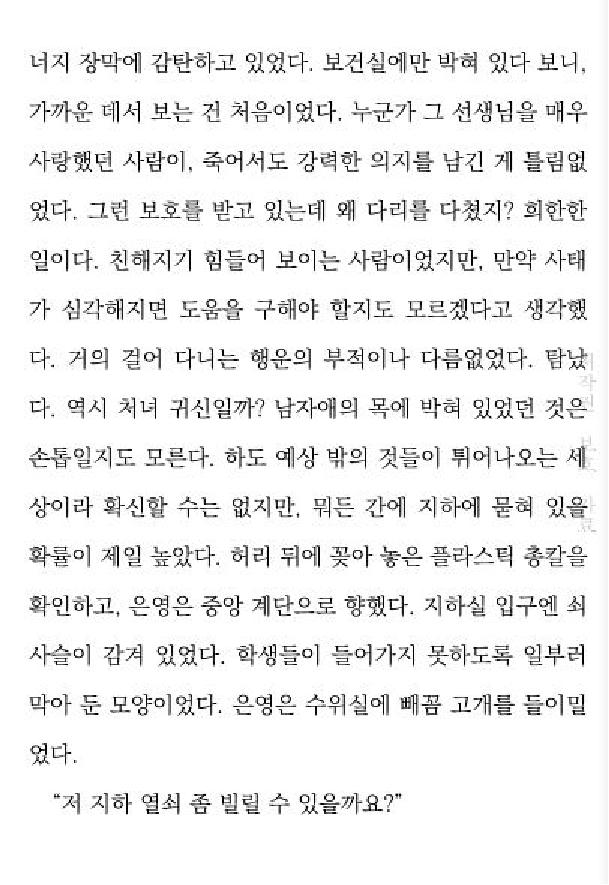 너지 장막에 감탄하고 있었다. 보건실에만 박혀 있다 보니,
가까운 데서 보는 건 처음이었다. 누군가 그 선생님을 매우
사랑했던 사람이, 죽어서도 강력한 의지를 남긴 게 틀림없
었다. 그런 보호를 받고 있는데 왜 다리를 다쳤지? 희한한
일이다. 친해지기 힘들어 보이는 사람이었지만, 만약 사태
가 심각해지면 도움을 구해야 할지도 모르겠다고 생각했
다. 거의 걸어 다니는 행운의 부적이나 다름없었다. 탐났
다. 역시 처녀 귀신일까? 남자애의 목에 박혀 있었던 것은
손톱일지도 모른다. 하도 예상 밖의 것들이 튀어나오는 세
상이라 확신할 수는 없지만, 뭐든 간에 지하에 묻혀 있을
확률이 제일 높았다. 허리 뒤에 꽂아 놓은 플라스틱 총칼을
확인하고, 은영은 중앙 계단으로 향했다. 지하실 입구엔 쇠
사슬이 감겨 있었다. 학생들이 들어가지 못하도록 일부러
막아 둔 모양이었다. 은영은 수위실에 빼꼼 고개를 들이밀
었다.
“저 지하 열쇠 좀 빌릴 수 있을까요?”